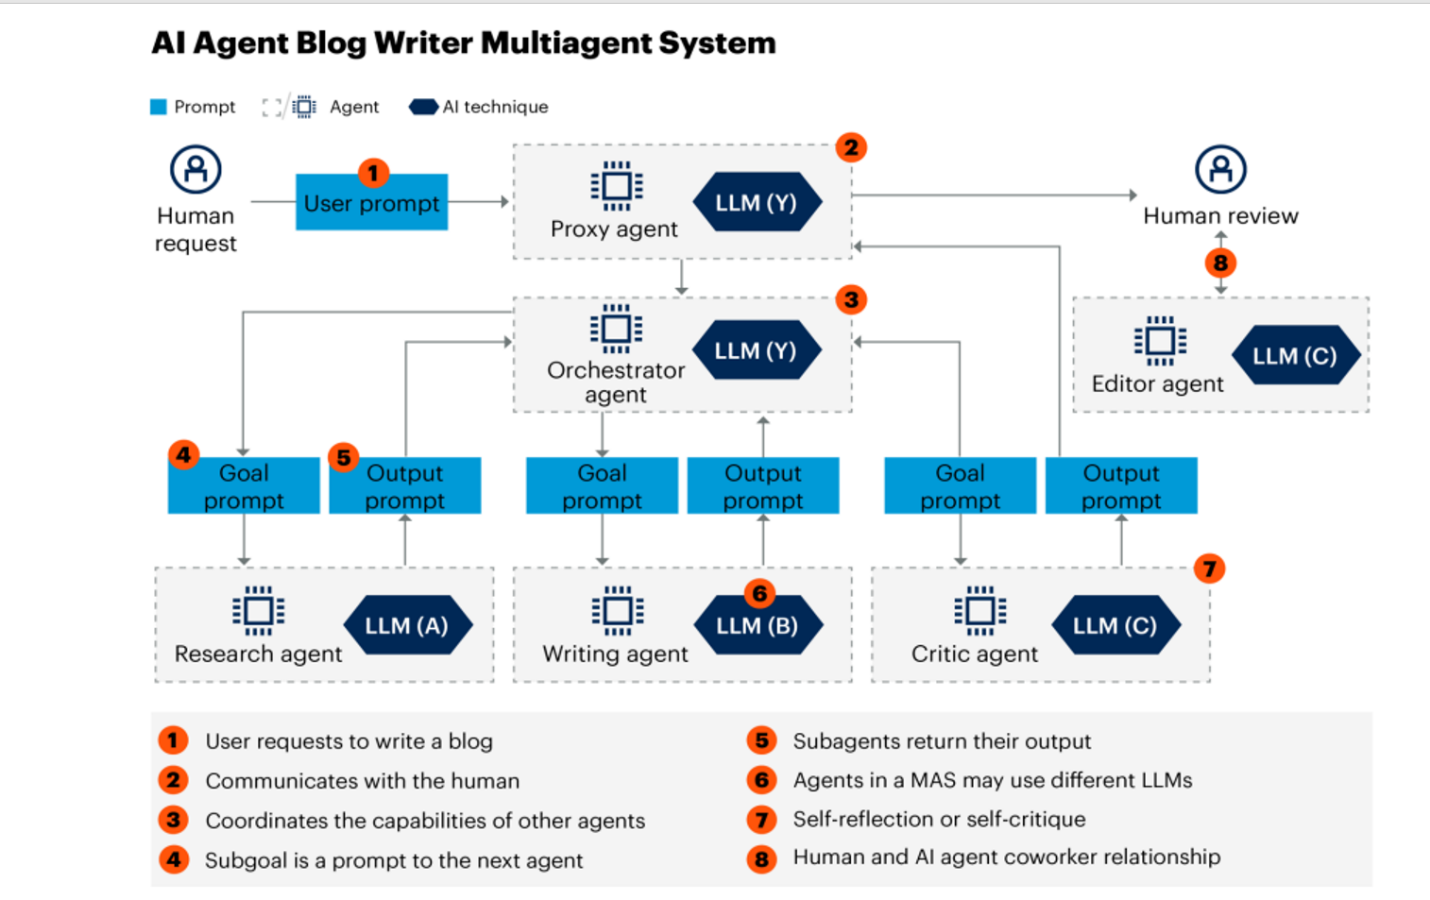 AI Agent Blog Writer Multiagent System
Prompt
Agent
AI technique
Human
request
1
User prompt
2
Proxy agent
LLM (Y)
Human review
8
3
Orchestrator
agent
LLM (Y)
Editor agent
LLM (C)
4
Goal
prompt
5
Output
prompt
Goal
prompt
Output
prompt
Goal
prompt
Output
prompt
Research agent
LLM (A)
Writing agent
6
LLM (B)
Critic agent
LLM (C)
7
1 User requests to write a blog
2 Communicates with the human
3 Coordinates the capabilities of other agents
4 Subgoal is a prompt to the next agent
5 Subagents return their output
6 Agents in a MAS may use different LLMs
7 Self-reflection or self-critique
8 Human and AI agent coworker relationship